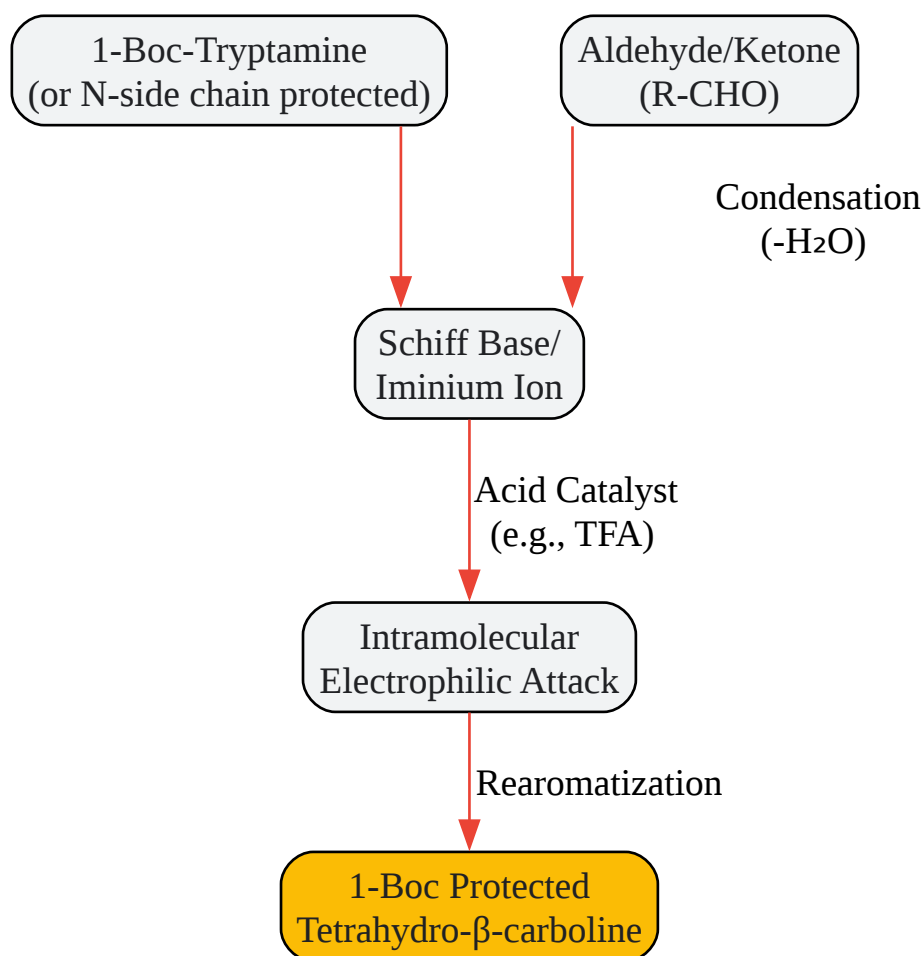 1-Boc-Tryptamine
(or N-side chain protected)
Aldehyde/Ketone
(R-CHO)
Condensation
(-H₂O)
Schiff Base/
Iminium Ion
Acid Catalyst
(e.g., TFA)
Intramolecular
Electrophilic Attack
Rearomatization
1-Boc Protected
Tetrahydro-β-carboline